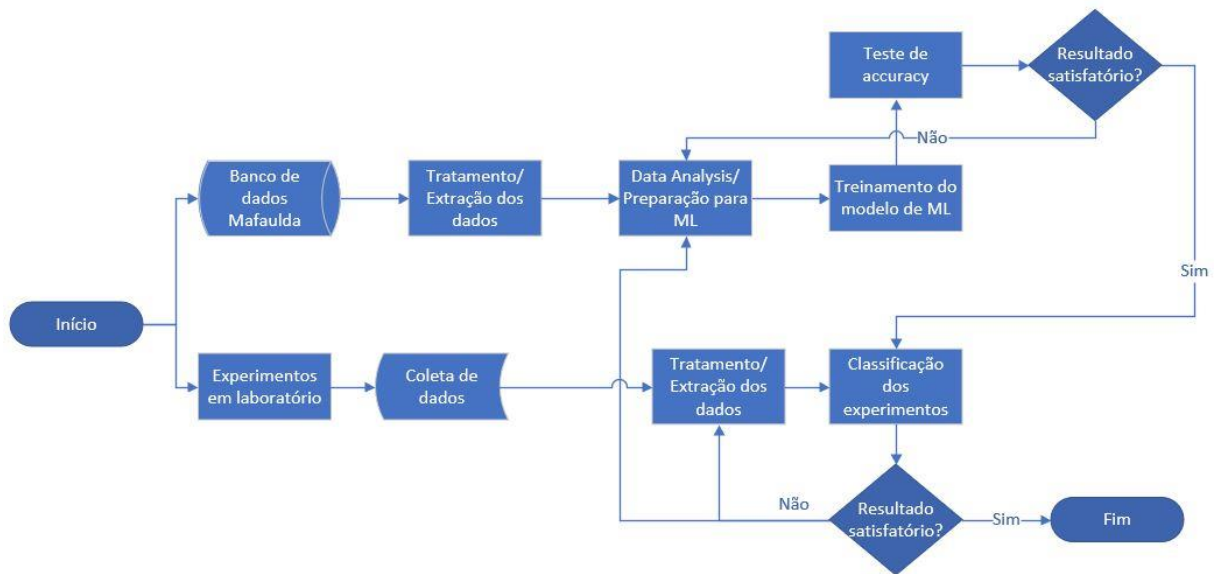 Teste de
accuracy
Resultado
satisfatório?
Não
Banco de
dados
Mafaulda
Tratamento/
Extração dos
dados
Data Analysis/
Preparação para
ML
Treinamento do
modelo de ML
Sim
Início
Experimentos
em laboratório
Coleta de
dados
Tratamento/
Extração dos
dados
Classificação
dos
experimentos
Não
Resultado
satisfatório?
Sim
Fim